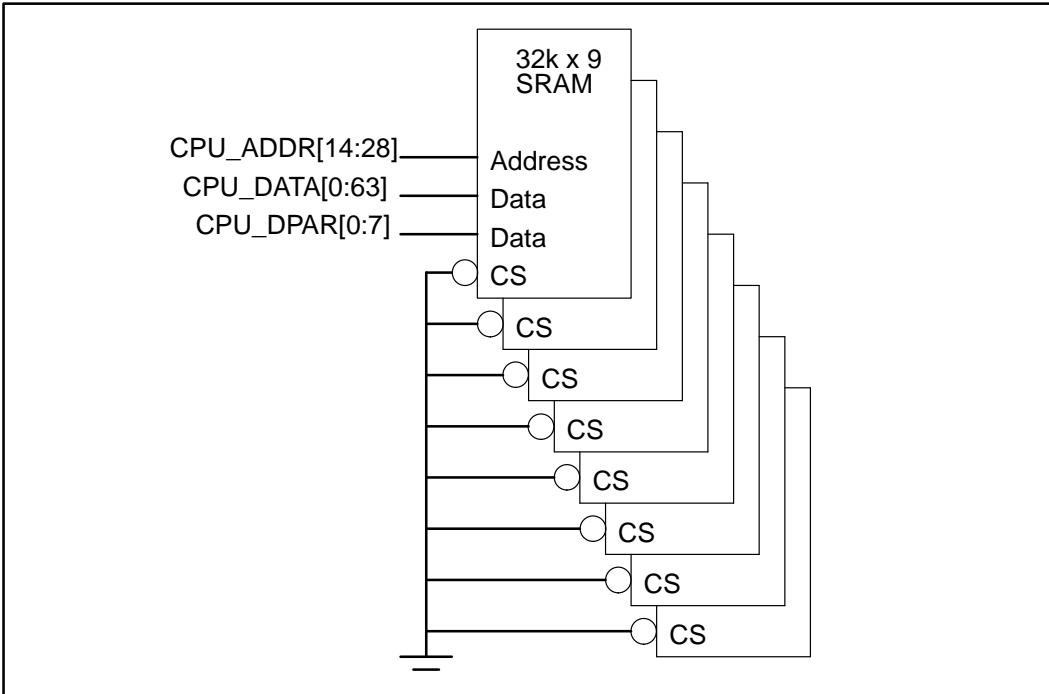 32k x 9
SRAM
CPU_ADDR[14:28]
Address
CPU_DATA[0:63]
Data
CPU_DPAR[0:7]
Data
CS
CS
CS
CS
CS
CS
CS
CS